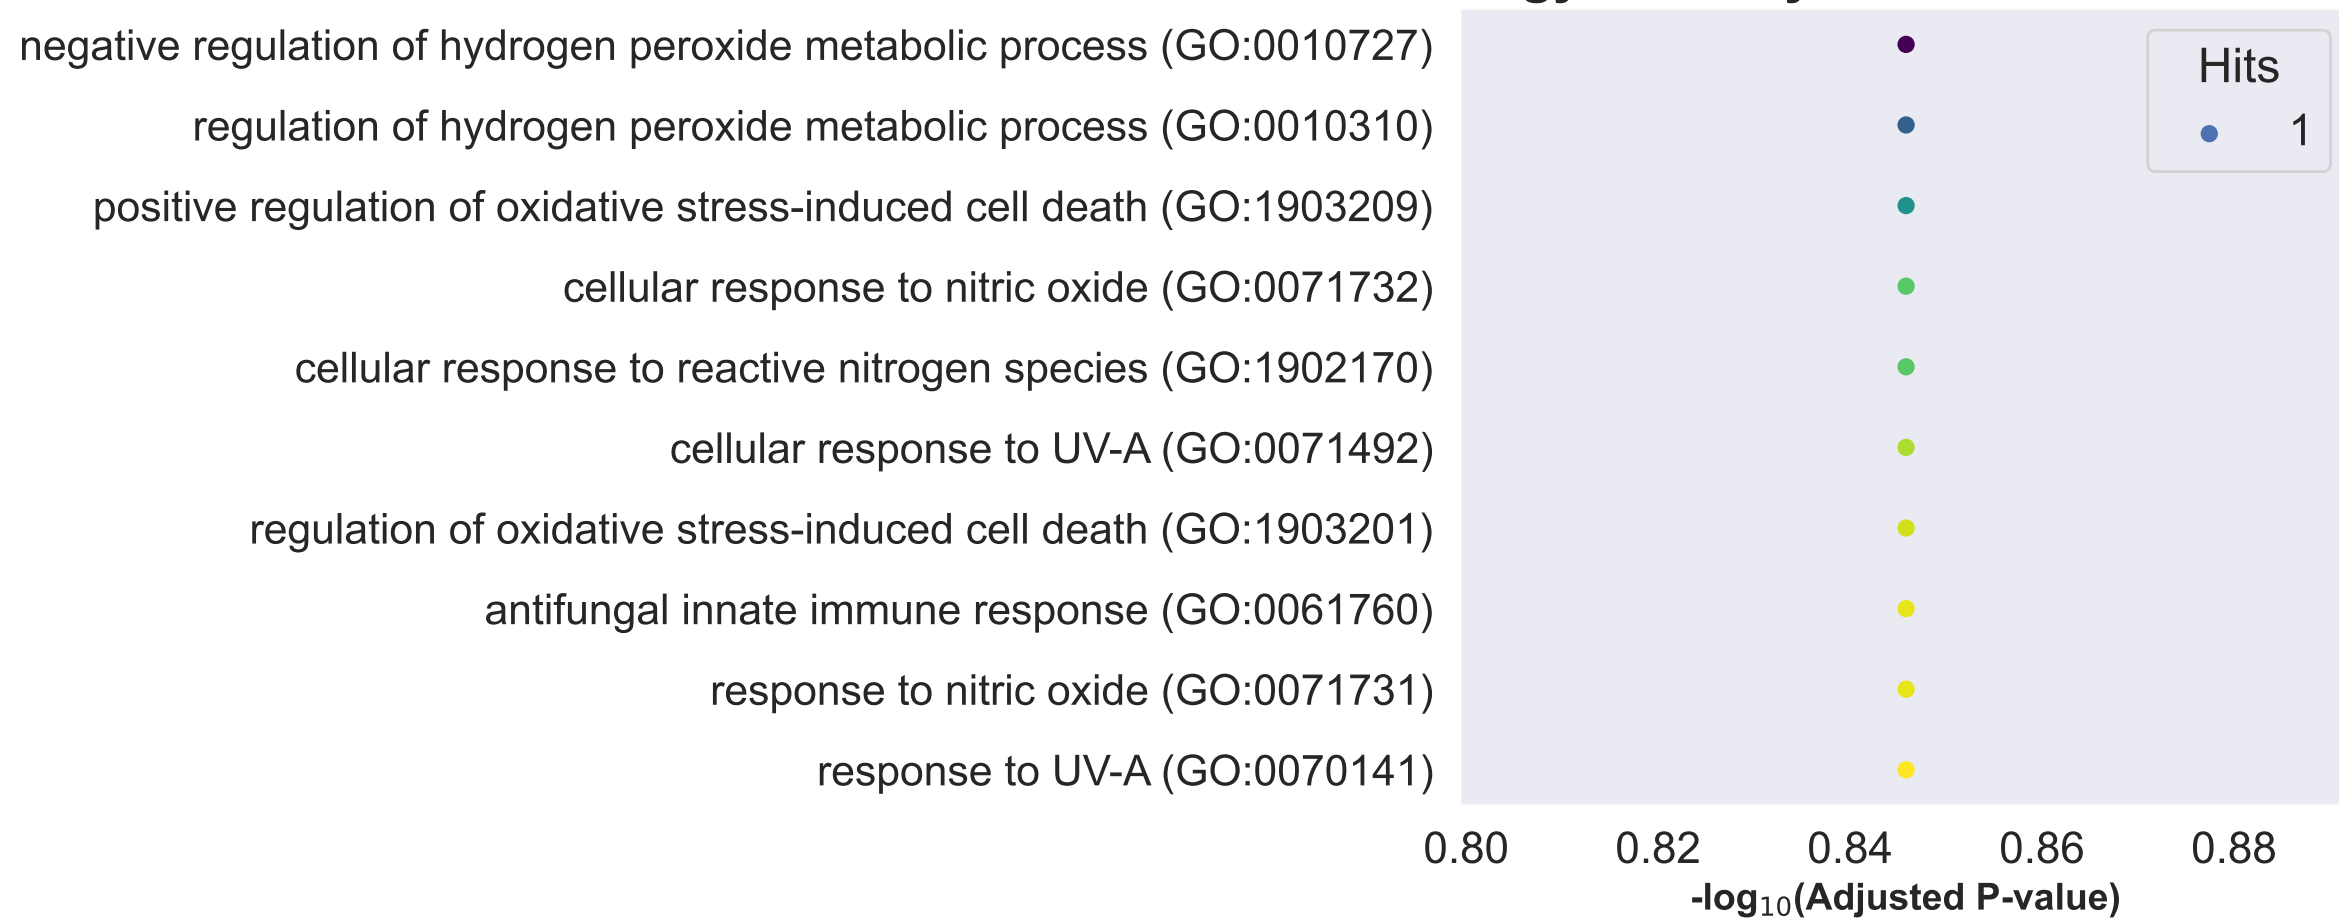 negative regulation of hydrogen peroxide metabolic process (GO:0010727)
regulation of hydrogen peroxide metabolic process (GO:0010310)
positive regulation of oxidative stress-induced cell death (GO:1903209)
cellular response to nitric oxide (GO:0071732)
cellular response to reactive nitrogen species (GO:1902170)
cellular response to UV-A (GO:0071492)
regulation of oxidative stress-induced cell death (GO:1903201)
antifungal innate immune response (GO:0061760)
response to nitric oxide (GO:0071731)
response to UV-A (GO:0070141)
Hits
1
0.80 0.82 0.84 0.86 0.88
-log₁₀(Adjusted P-value)